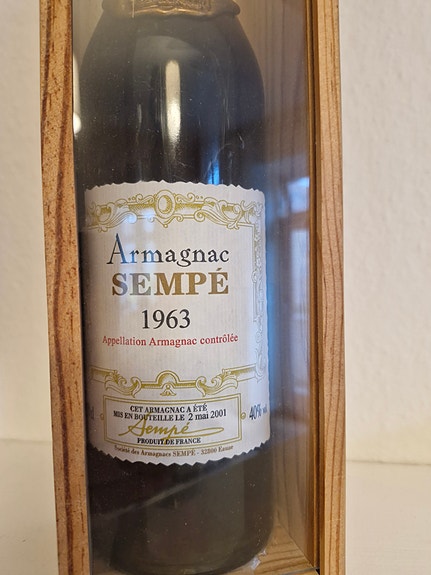 Armagnac
SEMPÉ
1963
Appellation Armagnac contrôlée
CET ARMAGNAC A ÉTÉ
MIS EN BOUTEILLE LE 2 mai 2001
40% vol
Sempé
PRODUIT DE FRANCE
Société des Armagnacs SEMPÉ - 32800 Eauze